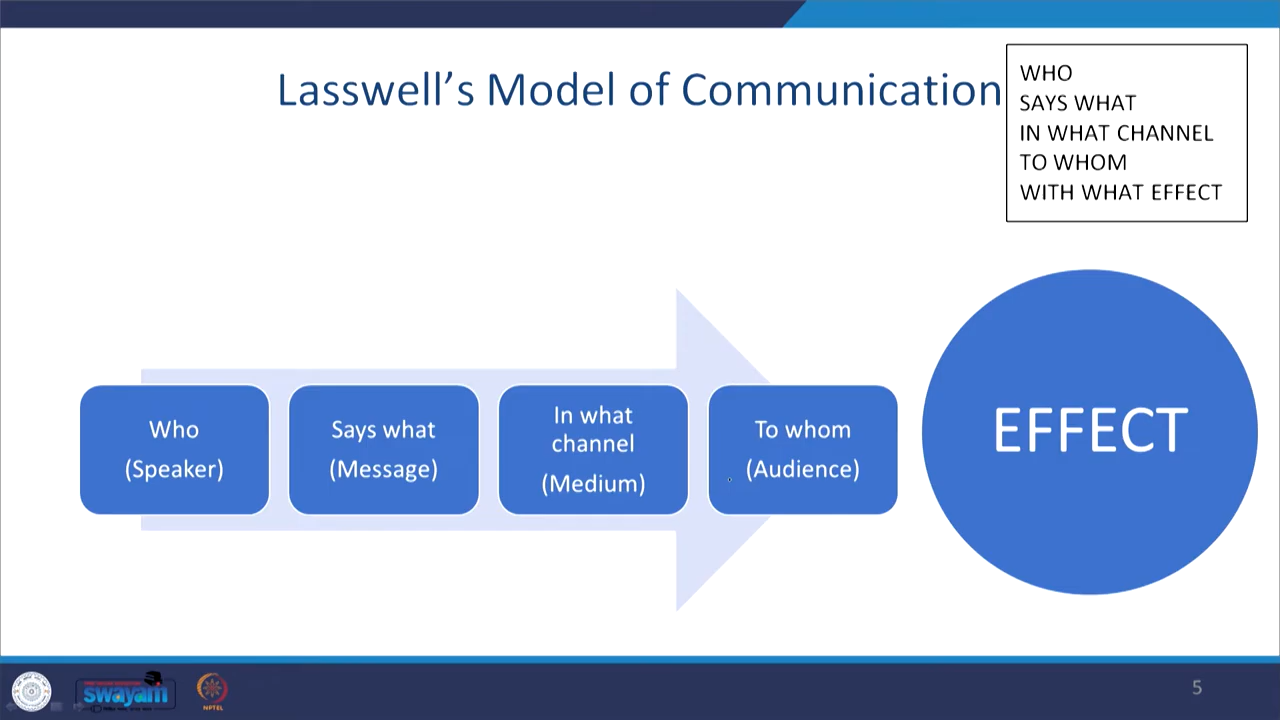 Lasswell's Model of Communication
WHO
SAYS WHAT
IN WHAT CHANNEL
TO WHOM
WITH WHAT EFFECT
Who
(Speaker)
Says what
(Message)
In what
channel
(Medium)
To whom
(Audience)
EFFECT
swayam
NPTEL
5